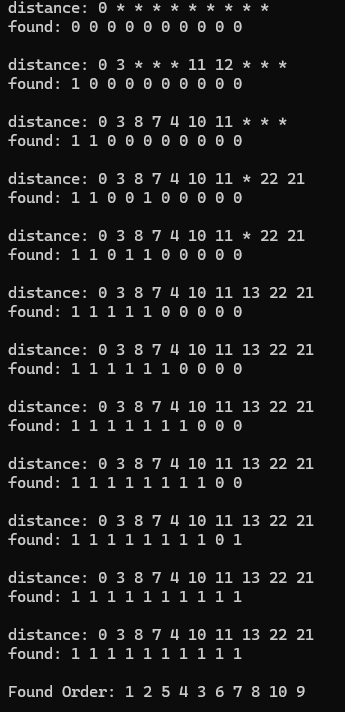 distance: 0 * * * * * * * * *
found: 0 0 0 0 0 0 0 0 0 0
distance: 0 3 * * * 11 12 * * *
found: 1 0 0 0 0 0 0 0 0 0
distance: 0 3 8 7 4 10 11 * * *
found: 1 1 0 0 0 0 0 0 0 0
distance: 0 3 8 7 4 10 11 * 22 21
found: 1 1 0 0 1 0 0 0 0 0
distance: 0 3 8 7 4 10 11 * 22 21
found: 1 1 0 1 1 0 0 0 0 0
distance: 0 3 8 7 4 10 11 13 22 21
found: 1 1 1 1 1 0 0 0 0 0
distance: 0 3 8 7 4 10 11 13 22 21
found: 1 1 1 1 1 1 0 0 0 0
distance: 0 3 8 7 4 10 11 13 22 21
found: 1 1 1 1 1 1 1 0 0 0
distance: 0 3 8 7 4 10 11 13 22 21
found: 1 1 1 1 1 1 1 1 0 0
distance: 0 3 8 7 4 10 11 13 22 21
found: 1 1 1 1 1 1 1 1 0 1
distance: 0 3 8 7 4 10 11 13 22 21
found: 1 1 1 1 1 1 1 1 1 1
distance: 0 3 8 7 4 10 11 13 22 21
found: 1 1 1 1 1 1 1 1 1 1
Found Order: 1 2 5 4 3 6 7 8 10 9